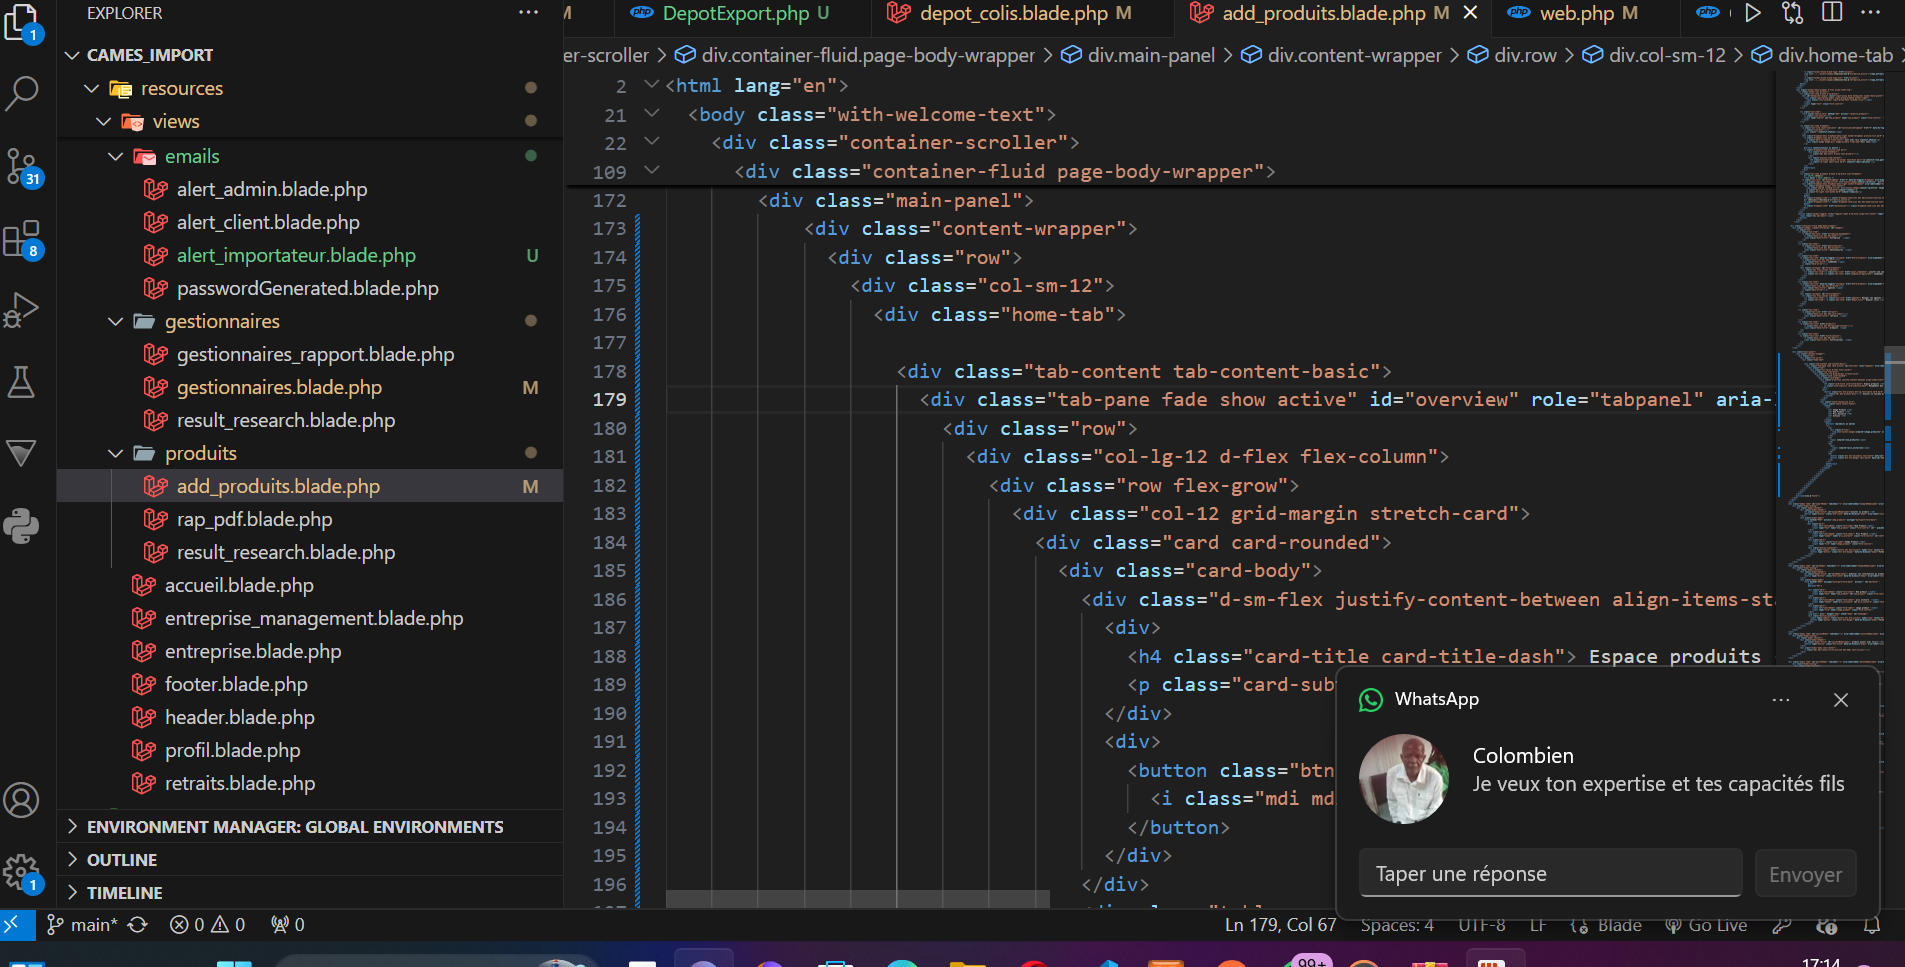 EXPLORER
CAMES_IMPORT
resources
views
emails
alert_admin.blade.php
alert_client.blade.php
alert_importateur.blade.php U
passwordGenerated.blade.php
gestionnaires
gestionnaires_rapport.blade.php
gestionnaires.blade.php M
result_research.blade.php
produits
add_produits.blade.php M
rap_pdf.blade.php
result_research.blade.php
accueil.blade.php
entreprise_management.blade.php
entreprise.blade.php
footer.blade.php
header.blade.php
profil.blade.php
retraits.blade.php
ENVIRONMENT MANAGER: GLOBAL ENVIRONMENTS
OUTLINE
TIMELINE
1
31
8
1
M DepotExport.php U depot_colis.blade.php M add_produits.blade.php M web.php M
er-scroller > div.container-fluid.page-body-wrapper > div.main-panel > div.content-wrapper > div.row > div.col-sm-12 > div.home-tab >
2 <html lang="en">
21 <body class="with-welcome-text">
22 <div class="container-scroller">
109 <div class="container-fluid page-body-wrapper">
172 <div class="main-panel">
173 <div class="content-wrapper">
174 <div class="row">
175 <div class="col-sm-12">
176 <div class="home-tab">
177
178 <div class="tab-content tab-content-basic">
179 <div class="tab-pane fade show active" id="overview" role="tabpanel" aria-
180 <div class="row">
181 <div class="col-lg-12 d-flex flex-column">
182 <div class="row flex-grow">
183 <div class="col-12 grid-margin stretch-card">
184 <div class="card card-rounded">
185 <div class="card-body">
186 <div class="d-sm-flex justify-content-between align-items-sta
187 <div>
188 <h4 class="card-title card-title-dash"> Espace produits
189 <p class="card-sub
190 </div>
191 <div>
192 <button class="btn
193 <i class="mdi md
194 </button>
195 </div>
196 </div>
WhatsApp
Colombien
Je veux ton expertise et tes capacités fils
Taper une réponse
Envoyer
main* 0 0 0
Ln 179, Col 67 Spaces: 4 UTF-8 LF Blade Go Live
99+
17:14